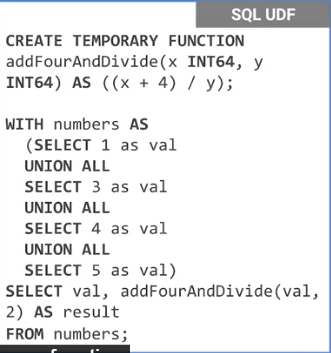 SQL UDF
CREATE TEMPORARY FUNCTION
addFourAndDivide(x INT64, y
INT64) AS ((x + 4) / y);
WITH numbers AS
(SELECT 1 as val
UNION ALL
SELECT 3 as val
UNION ALL
SELECT 4 as val
UNION ALL
SELECT 5 as val)
SELECT val, addFourAndDivide(val,
2) AS result
FROM numbers;